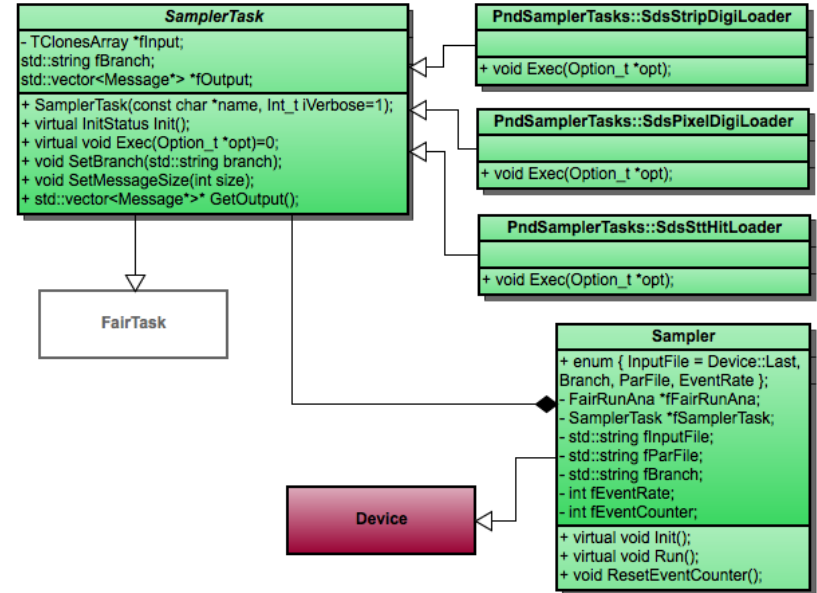 SamplerTask
- TClonesArray *fInput;
std::string fBranch;
std::vector<Message*> *fOutput;
+ SamplerTask(const char *name, Int_t iVerbose=1);
+ virtual InitStatus Init();
+ virtual void Exec(Option_t *opt)=0;
+ void SetBranch(std::string branch);
+ void SetMessageSize(int size);
+ std::vector<Message*>* GetOutput();
PndSamplerTasks::SdsStripDigiLoader
+ void Exec(Option_t *opt);
PndSamplerTasks::SdsPixelDigiLoader
+ void Exec(Option_t *opt);
PndSamplerTasks::SdsSttHitLoader
+ void Exec(Option_t *opt);
FairTask
Sampler
+ enum { InputFile = Device::Last,
Branch, ParFile, EventRate };
- FairRunAna *fFairRunAna;
- SamplerTask *fSamplerTask;
- std::string fInputFile;
- std::string fParFile;
- std::string fBranch;
- int fEventRate;
- int fEventCounter;
+ virtual void Init();
+ virtual void Run();
+ void ResetEventCounter();
Device